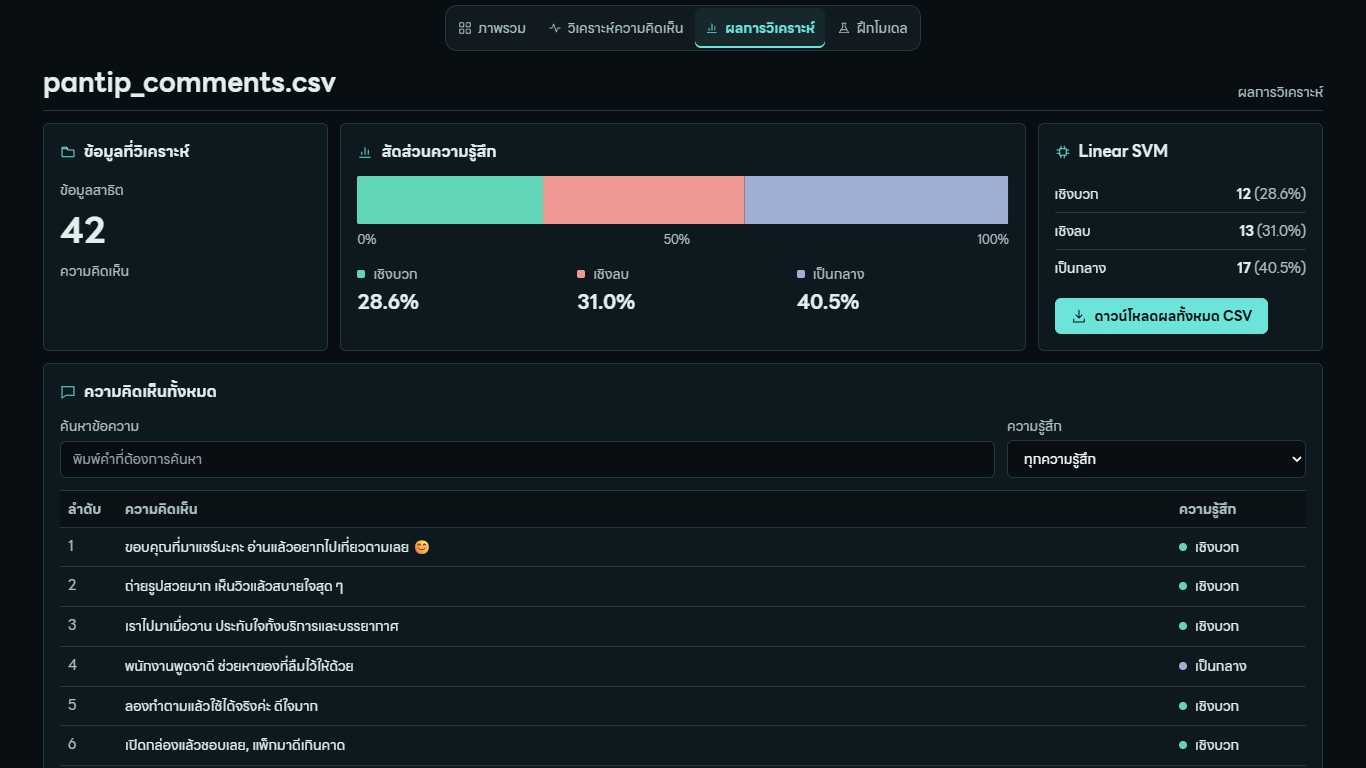 ภาพรวม วิเคราะห์ความคิดเห็น ผลการวิเคราะห์ ฝึกโมเดล
pantip_comments.csv
ผลการวิเคราะห์
ข้อมูลที่วิเคราะห์
ข้อมูลสาธิต
42
ความคิดเห็น
สัดส่วนความรู้สึก
0% 50% 100%
เชิงบวก เชิงลบ เป็นกลาง
28.6% 31.0% 40.5%
Linear SVM
เชิงบวก 12 (28.6%)
เชิงลบ 13 (31.0%)
เป็นกลาง 17 (40.5%)
ดาวน์โหลดผลทั้งหมด CSV
ความคิดเห็นทั้งหมด
ค้นหาข้อความ ความรู้สึก
พิมพ์คำที่ต้องการค้นหา ทุกความรู้สึก
ลำดับ ความคิดเห็น ความรู้สึก
1 ขอบคุณที่มาแชร์นะคะ อ่านแล้วอยากไปเที่ยวตามเลย 😊 เชิงบวก
2 ถ่ายรูปสวยมาก เห็นวิวแล้วสบายใจสุด ๆ เชิงบวก
3 เราไปมาเมื่อวาน ประทับใจทั้งบริการและบรรยากาศ เชิงบวก
4 พนักงานพูดจาดี ช่วยหาของที่ลืมไว้ให้ด้วย เป็นกลาง
5 ลองทำตามแล้วใช้ได้จริงค่ะ ดีใจมาก เชิงบวก
6 เปิดกล่องแล้วชอบเลย, แพ็กมาดีเกินคาด เชิงบวก